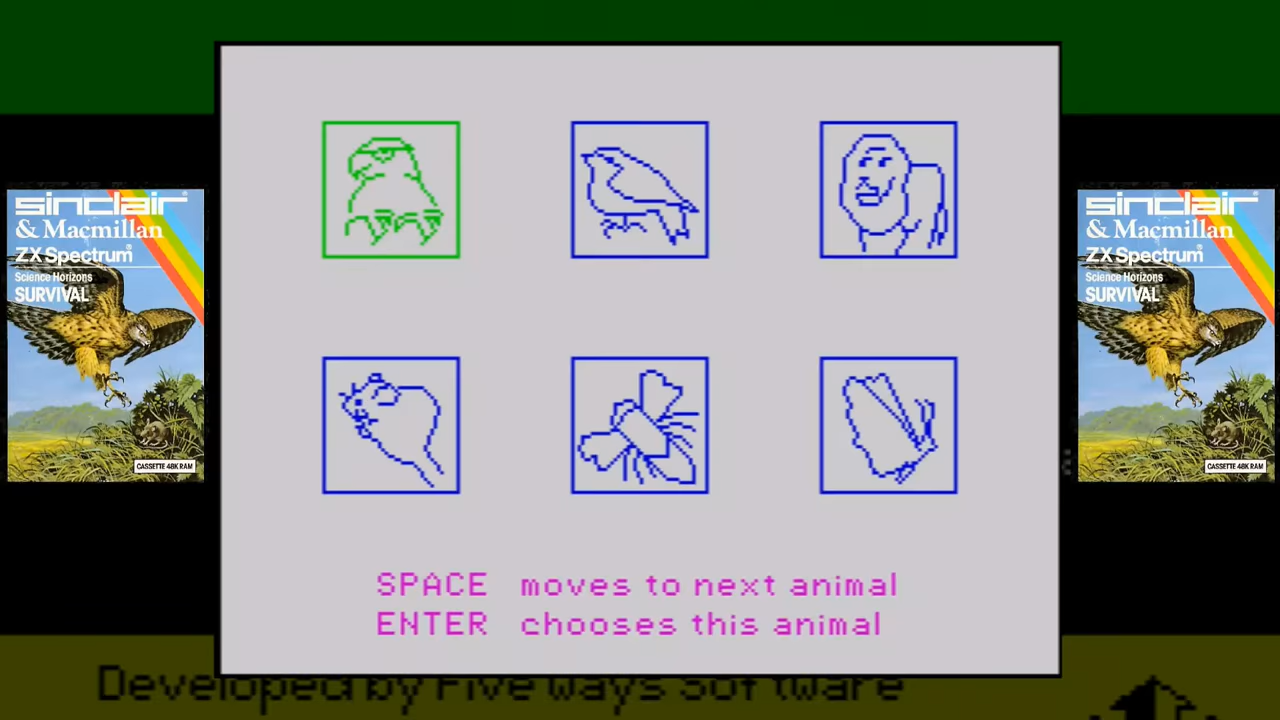 sinclair
& Macmillan
ZX Spectrum
Science Horizons
SURVIVAL
CASSETTE 48K RAM
SPACE moves to next animal
ENTER chooses this animal
sinclair
& Macmillan
ZX Spectrum
Science Horizons
SURVIVAL
CASSETTE 48K RAM
Developed by Five Ways Software